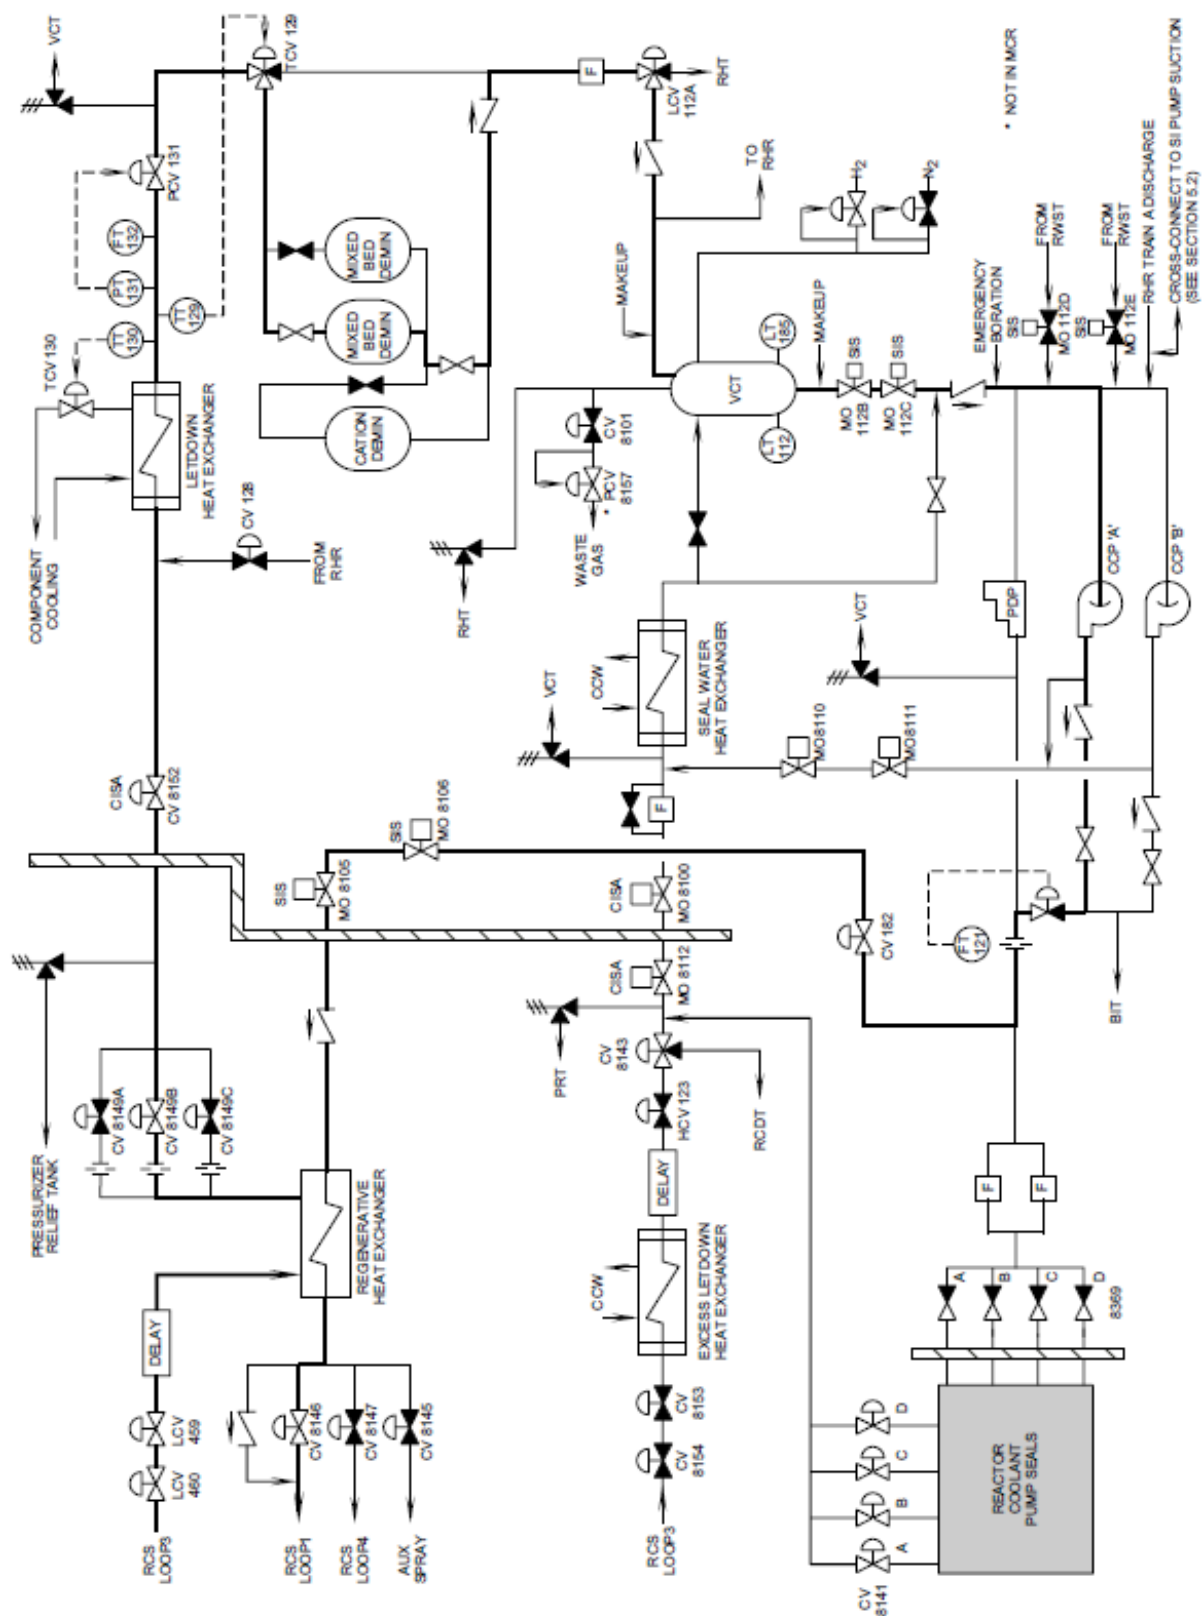 RCS
LOOP3
LCV
460
LCV
459
DELAY
PRESSURIZER
RELIEF TANK
CV 8149A
CV 8149B
CV 8149C
REGENERATIVE
HEAT EXCHANGER
RCS
LOOP1
RCS
LOOP4
AUX
SPRAY
CV 8146
CV 8147
CV 8145
CISA
CV 8152
SIS
MO 8105
SIS
MO 8106
COMPONENT
COOLING
TCV 130
LETDOWN
HEAT EXCHANGER
CV 128
FROM
RHR
TT
130
TT
129
PT
131
FT
132
PCV 131
VCT
TCV 129
MIXED
BED
DEMIN
MIXED
BED
DEMIN
CATION
DEMIN
F
LCV
112A
RHT
RCS
LOOP3
CV
8154
CV
8153
CCW
EXCESS LETDOWN
HEAT EXCHANGER
DELAY
HCV 123
CV
8143
RCDT
PRT
CISA
MO 8112
CISA
MO 8100
F
VCT
CCW
SEAL WATER
HEAT EXCHANGER
RHT
WASTE
GAS
* PCV
8157
CV
8101
MAKEUP
TO
RHR
H2
N2
VCT
LT
112
LT
185
MAKEUP
SIS
MO
112B
SIS
MO
112C
EMERGENCY
BORATION
* NOT IN MCR
FROM
RWST
SIS
MO 112D
FROM
RWST
SIS
MO 112E
RHR TRAIN A DISCHARGE
CROSS-CONNECT TO SI PUMP SUCTION
(SEE SECTION 5.2)
MO8110
MO8111
VCT
PDP
CCP 'A'
CCP 'B'
CV 182
FT
121
BIT
F
F
A
B
C
D
8369
REACTOR
COOLANT
PUMP SEALS
CV
8141
A
B
C
D